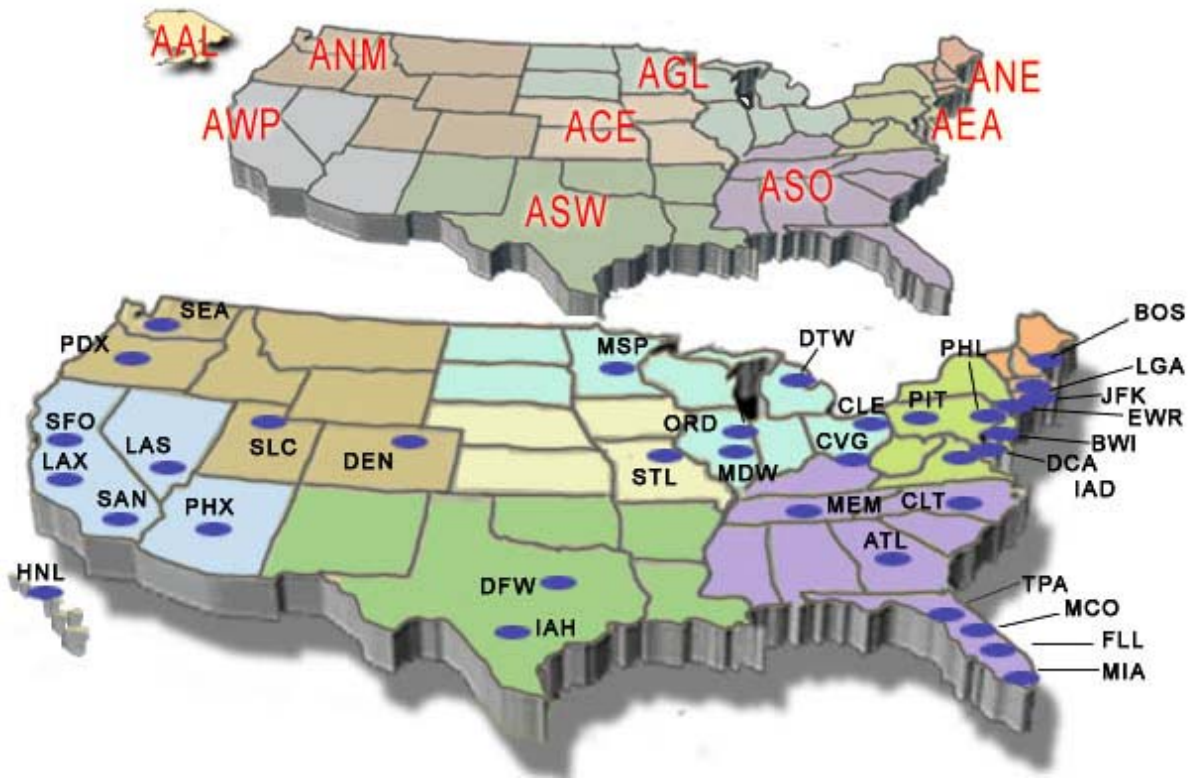 AAL
ANM
AGL
ANE
AWP
ACE
AEA
ASO
ASW
SEA
BOS
PDX
MSP
DTW
PHL
LGA
JFK
SFO
LAS
SLC
DEN
ORD
CLE
PIT
EWR
LAX
STL
MDW
CVG
BWI
DCA
SAN
PHX
MEM
CLT
IAD
ATL
HNL
DFW
TPA
MCO
IAH
FLL
MIA